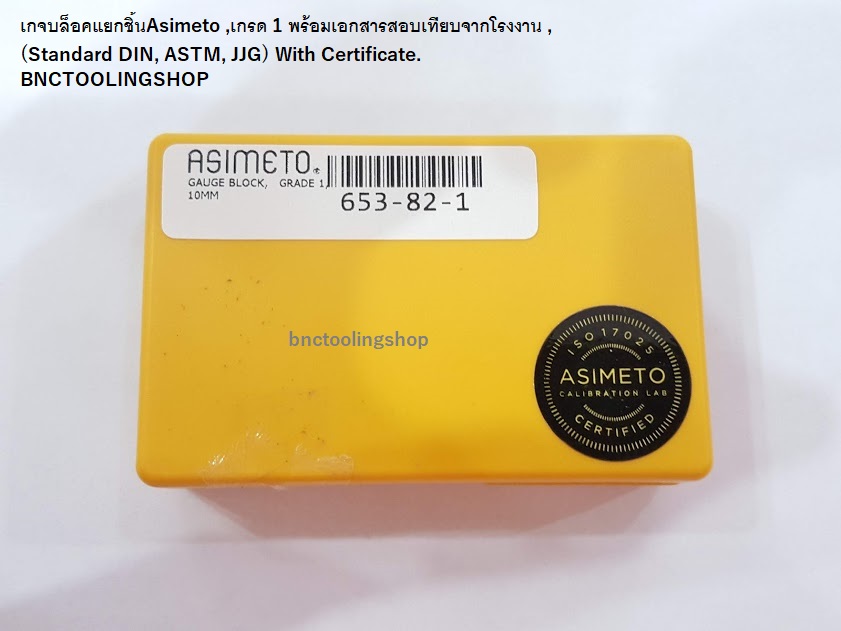 เกจบล็อคแยกชิ้นAsimeto ,เกรด 1 พร้อมเอกสารสอบเทียบจากโรงงาน ,
(Standard DIN, ASTM, JJG) With Certificate.
BNCTOOLINGSHOP
ASIMETO®
GAUGE BLOCK, GRADE 1,
10MM
653-82-1
bnctoolingshop
ISO 17025
ASIMETO
CALIBRATION LAB
CERTIFIED